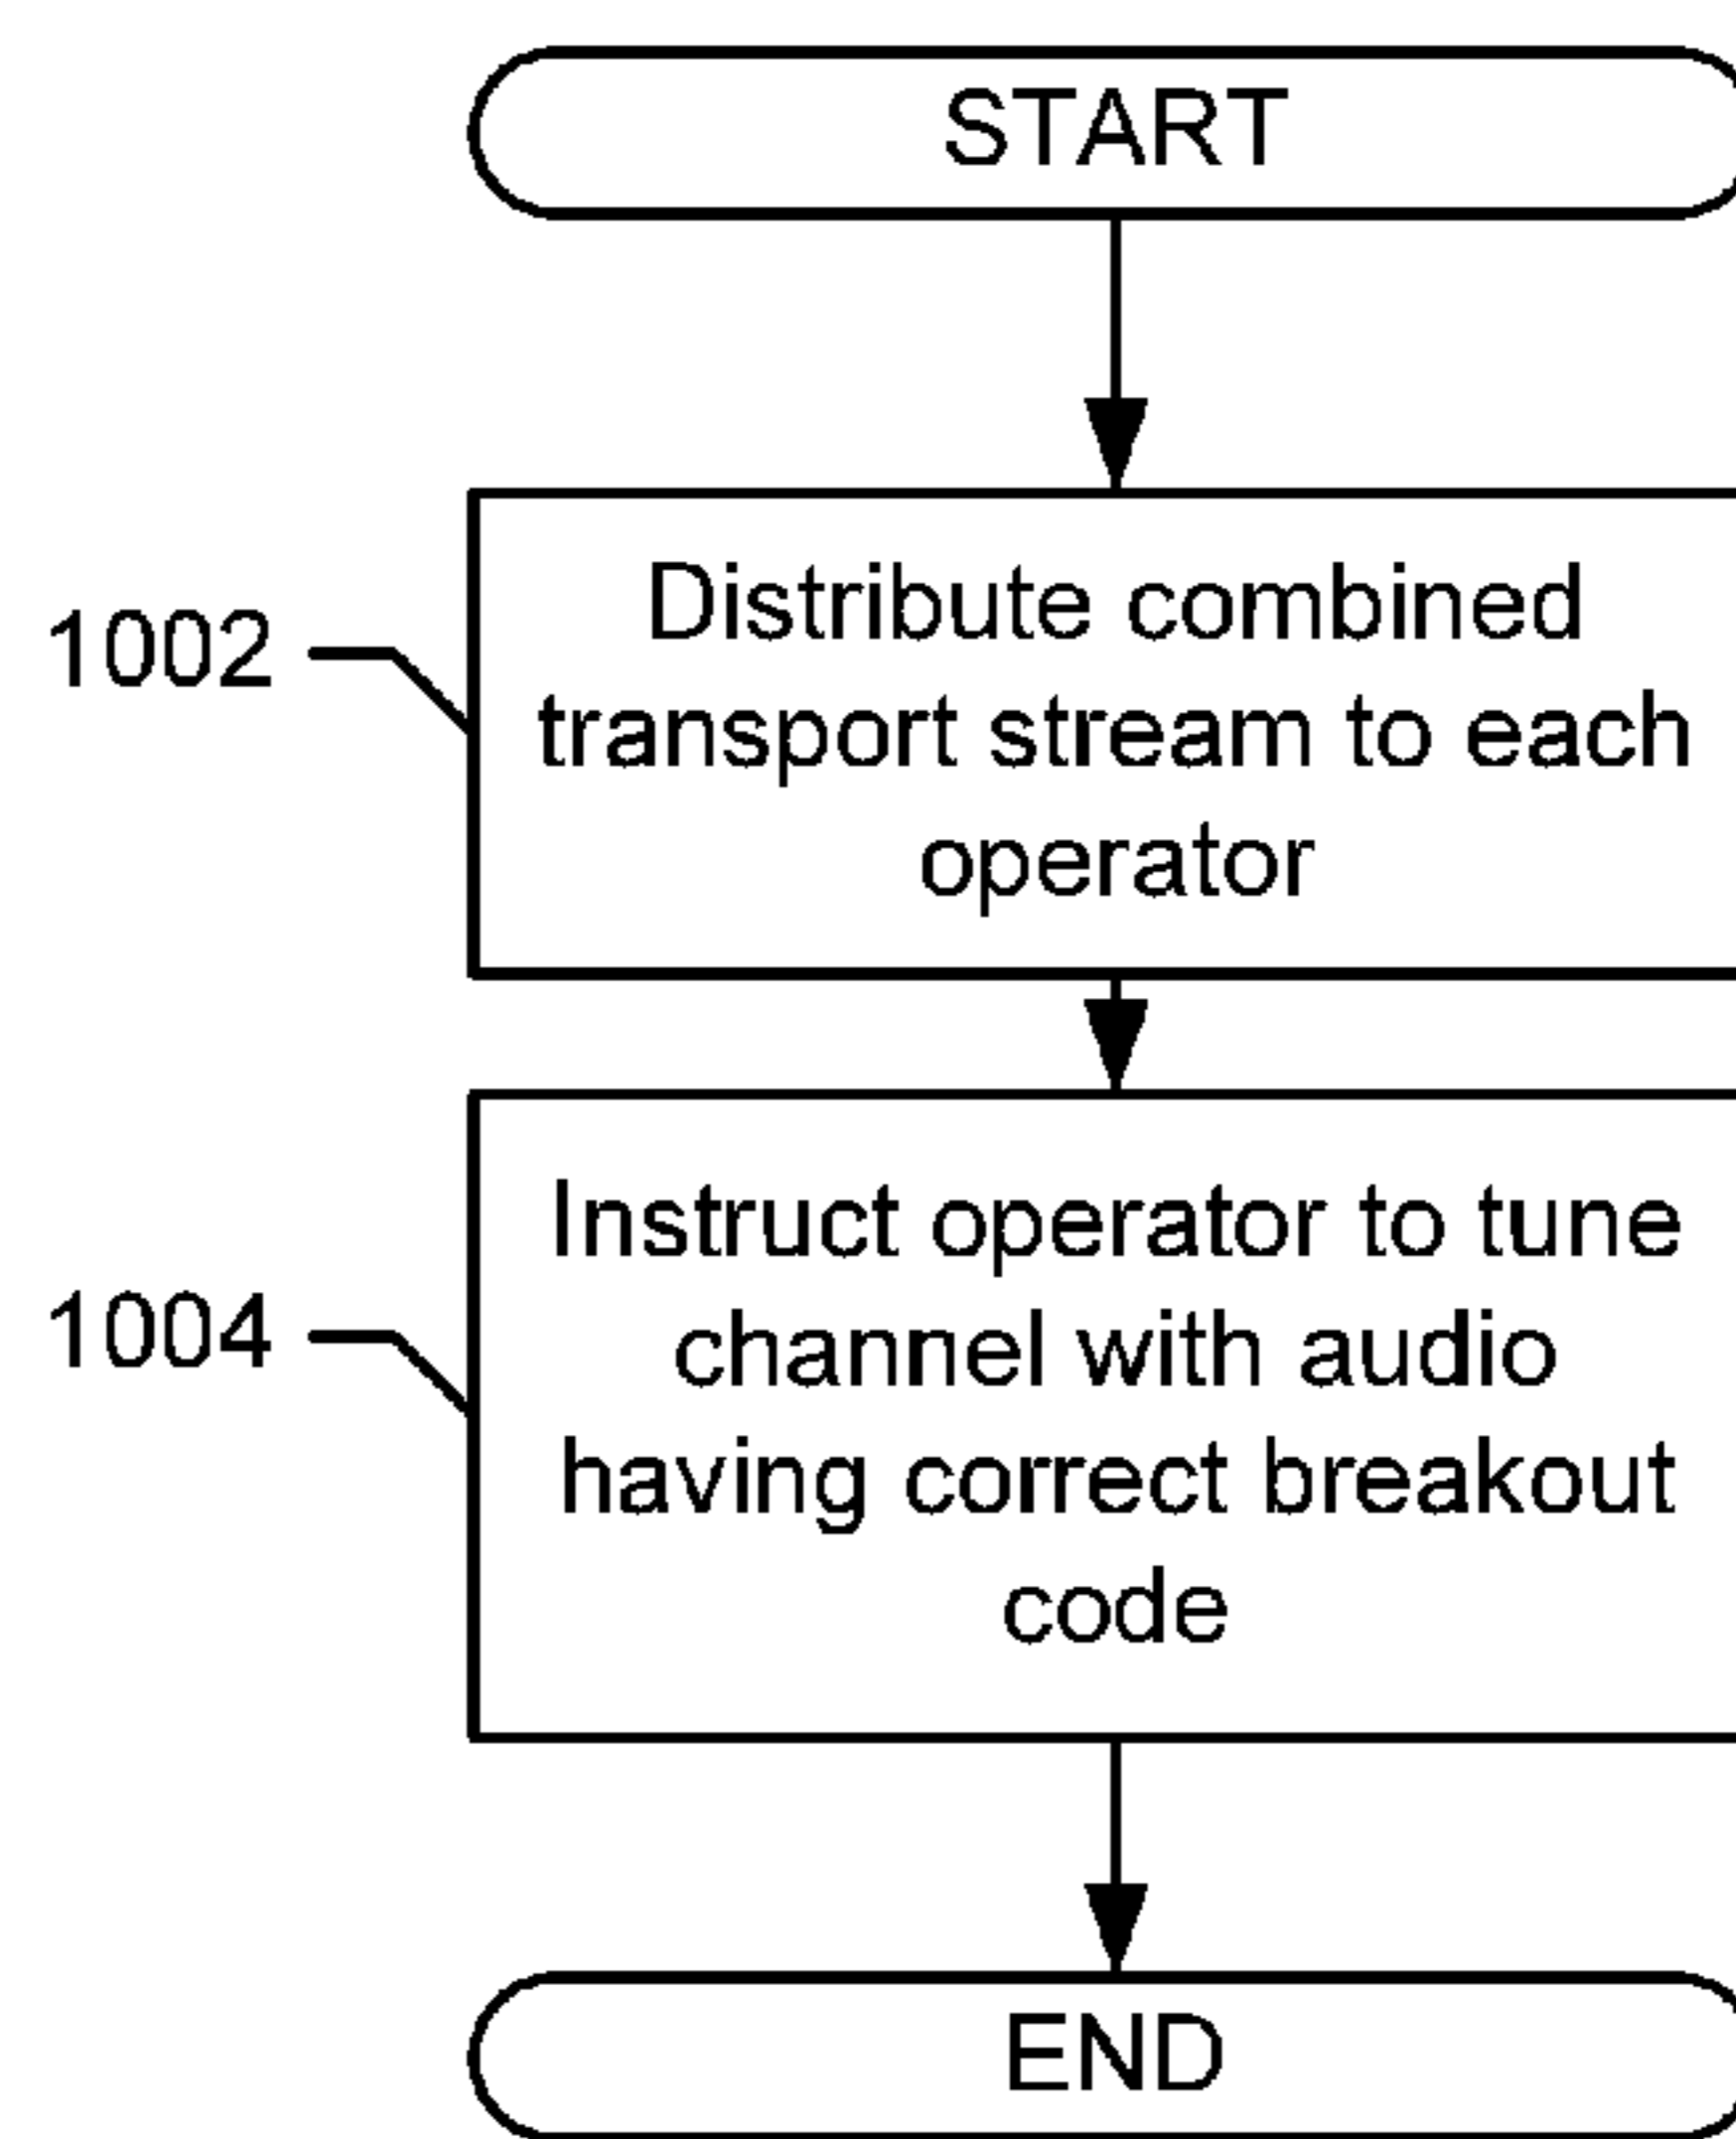 START
1002
Distribute combined
transport stream to each
operator
1004
Instruct operator to tune
channel with audio
having correct breakout
code
END